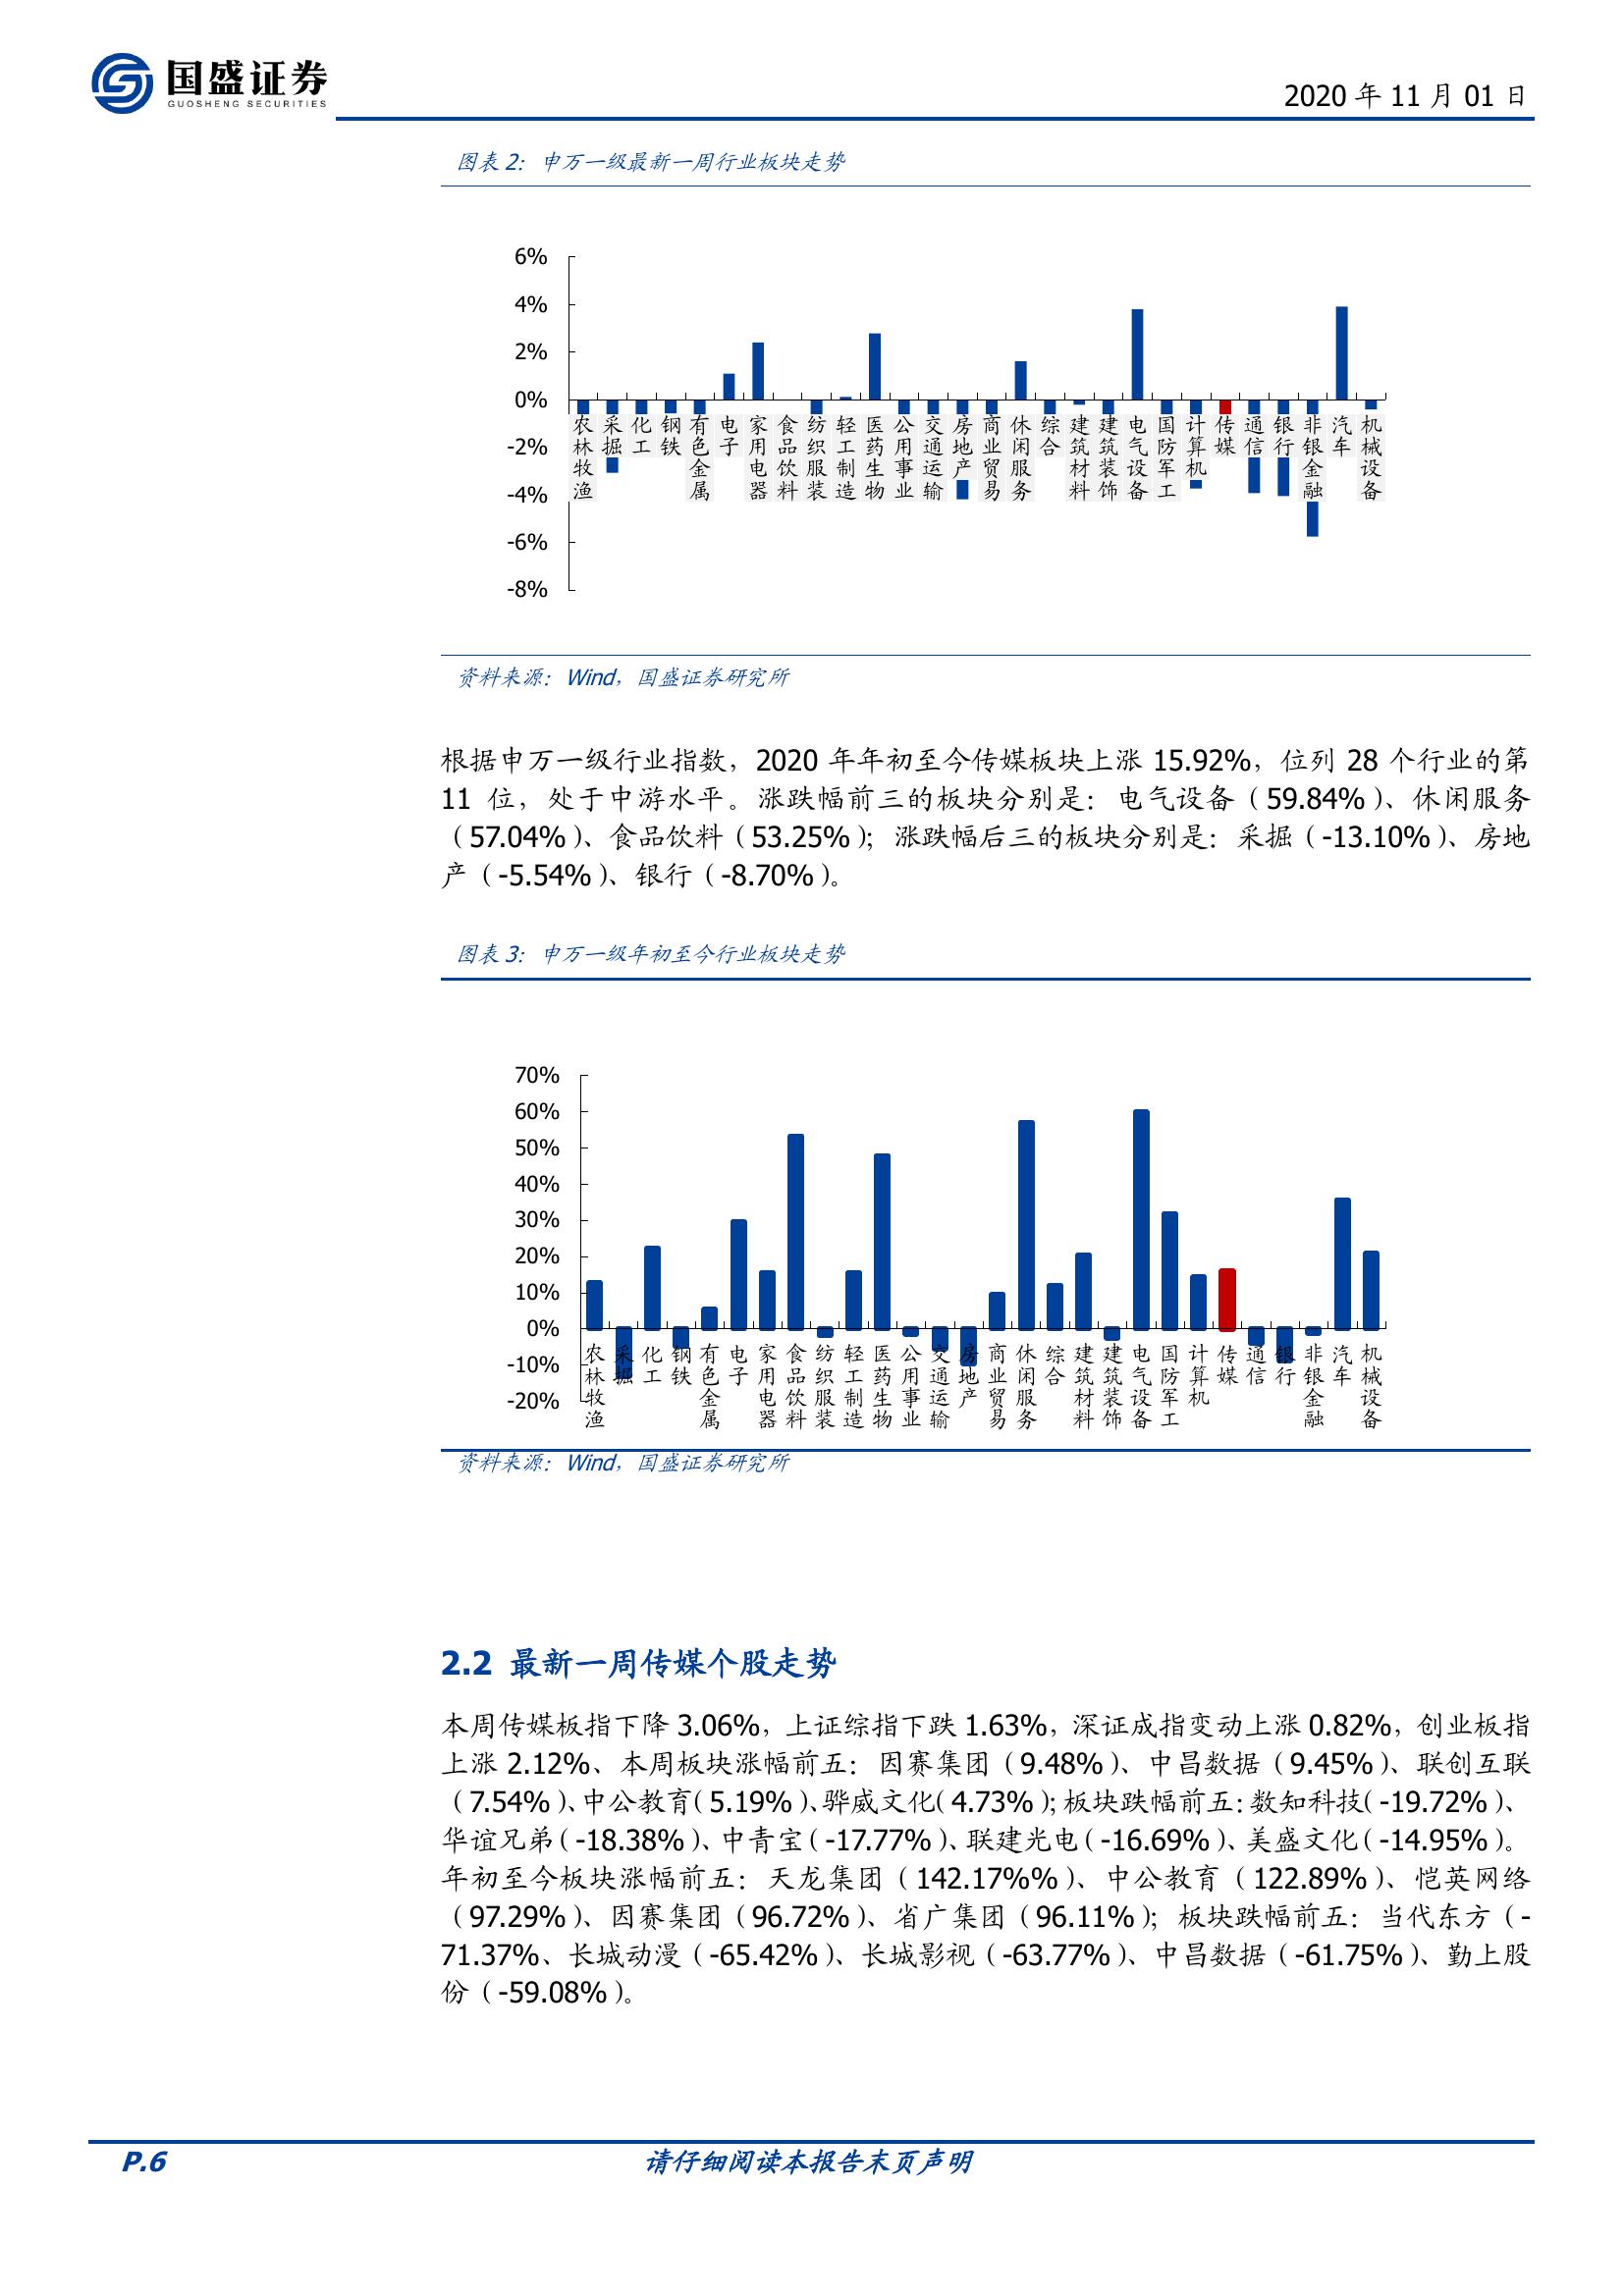 国盛证券
GUOSHENG SECURITIES
2020 年 11 月 01 日
图表 2: 申万一级最新一周行业板块走势
6%
4%
2%
0%
-2%
-4%
-6%
-8%
农林牧渔
采掘
化工
钢铁
有色金属
电子
家用电器
食品饮料
纺织服装
轻工制造
医药生物
公用事业
交通运输
房地产
商业贸易
休闲服务
综合
建筑材料
建筑装饰
电气设备
国防军工
计算机
传媒
通信
银行
非银金融
汽车
机械设备
资料来源：Wind，国盛证券研究所
根据申万一级行业指数，2020 年年初至今传媒板块上涨 15.92%，位列 28 个行业的第
11 位，处于中游水平。涨跌幅前三的板块分别是：电气设备（59.84%）、休闲服务
（57.04%）、食品饮料（53.25%）；涨跌幅后三的板块分别是：采掘（-13.10%）、房地
产（-5.54%）、银行（-8.70%）。
图表 3: 申万一级年初至今行业板块走势
70%
60%
50%
40%
30%
20%
10%
0%
-10%
-20%
农林牧渔
采掘
化工
钢铁
有色金属
电子
家用电器
食品饮料
纺织服装
轻工制造
医药生物
公用事业
交通运输
房地产
商业贸易
休闲服务
综合
建筑材料
建筑装饰
电气设备
国防军工
计算机
传媒
通信
银行
非银金融
汽车
机械设备
资料来源：Wind，国盛证券研究所
2.2 最新一周传媒个股走势
本周传媒板指下降 3.06%，上证综指下跌 1.63%，深证成指变动上涨 0.82%，创业板指
上涨 2.12%、本周板块涨幅前五：因赛集团（9.48%）、中昌数据（9.45%）、联创互联
（7.54%）、中公教育（5.19%）、骅威文化（4.73%）；板块跌幅前五：数知科技（-19.72%）、
华谊兄弟（-18.38%）、中青宝（-17.77%）、联建光电（-16.69%）、美盛文化（-14.95%）。
年初至今板块涨幅前五：天龙集团（142.17%%）、中公教育（122.89%）、恺英网络
（97.29%）、因赛集团（96.72%）、省广集团（96.11%）；板块跌幅前五：当代东方（-
71.37%、长城动漫（-65.42%）、长城影视（-63.77%）、中昌数据（-61.75%）、勤上股
份（-59.08%）。
P.6
请仔细阅读本报告末页声明